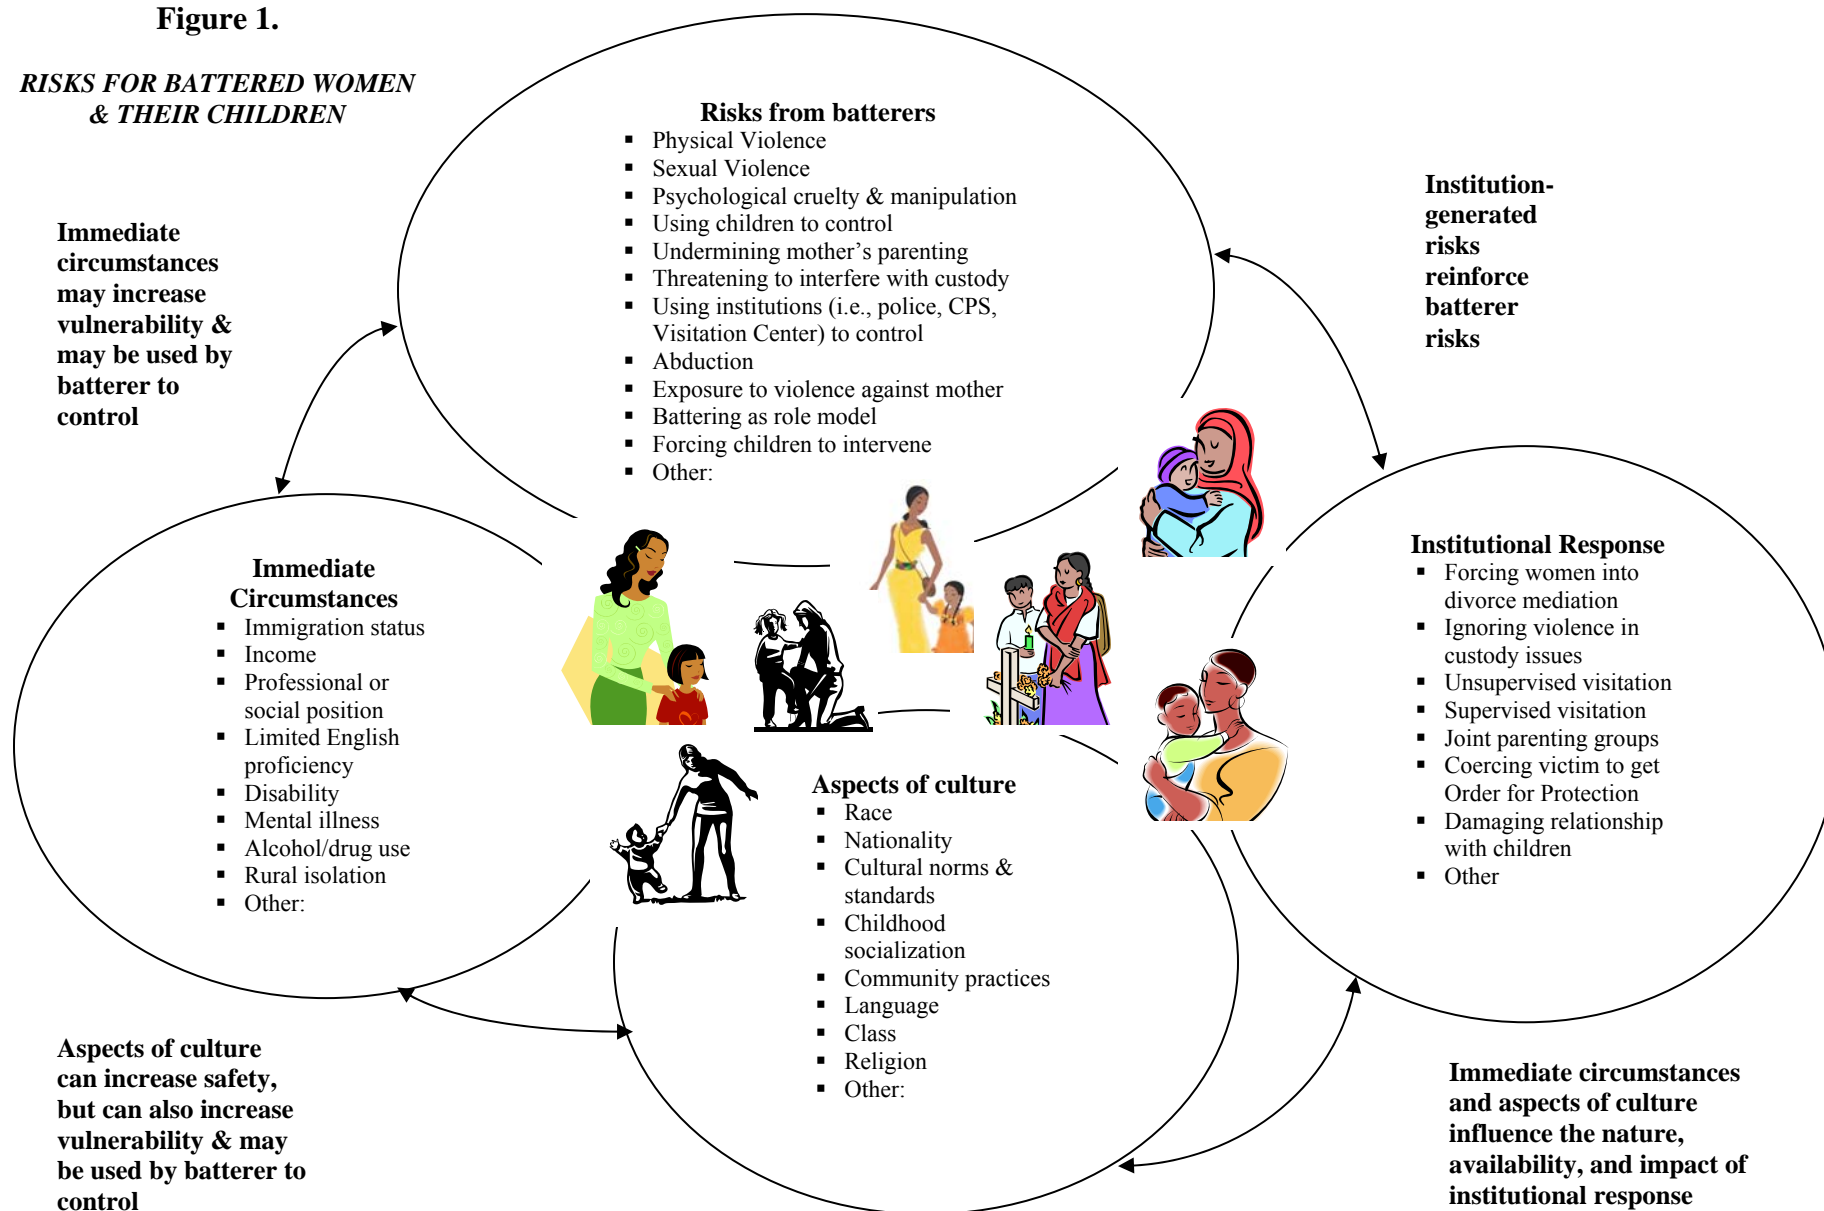 Figure 1.
RISKS FOR BATTERED WOMEN
& THEIR CHILDREN
Risks from batterers
▪ Physical Violence
▪ Sexual Violence
▪ Psychological cruelty & manipulation
▪ Using children to control
▪ Undermining mother’s parenting
▪ Threatening to interfere with custody
▪ Using institutions (i.e., police, CPS,
Visitation Center) to control
▪ Abduction
▪ Exposure to violence against mother
▪ Battering as role model
▪ Forcing children to intervene
▪ Other:
Immediate
circumstances
may increase
vulnerability &
may be used by
batterer to
control
Institution-
generated
risks
reinforce
batterer
risks
Immediate
Circumstances
▪ Immigration status
▪ Income
▪ Professional or
social position
▪ Limited English
proficiency
▪ Disability
▪ Mental illness
▪ Alcohol/drug use
▪ Rural isolation
▪ Other:
Aspects of culture
▪ Race
▪ Nationality
▪ Cultural norms &
standards
▪ Childhood
socialization
▪ Community practices
▪ Language
▪ Class
▪ Religion
▪ Other:
Institutional Response
▪ Forcing women into
divorce mediation
▪ Ignoring violence in
custody issues
▪ Unsupervised visitation
▪ Supervised visitation
▪ Joint parenting groups
▪ Coercing victim to get
Order for Protection
▪ Damaging relationship
with children
▪ Other
Aspects of culture
can increase safety,
but can also increase
vulnerability & may
be used by batterer to
control
Immediate circumstances
and aspects of culture
influence the nature,
availability, and impact of
institutional response